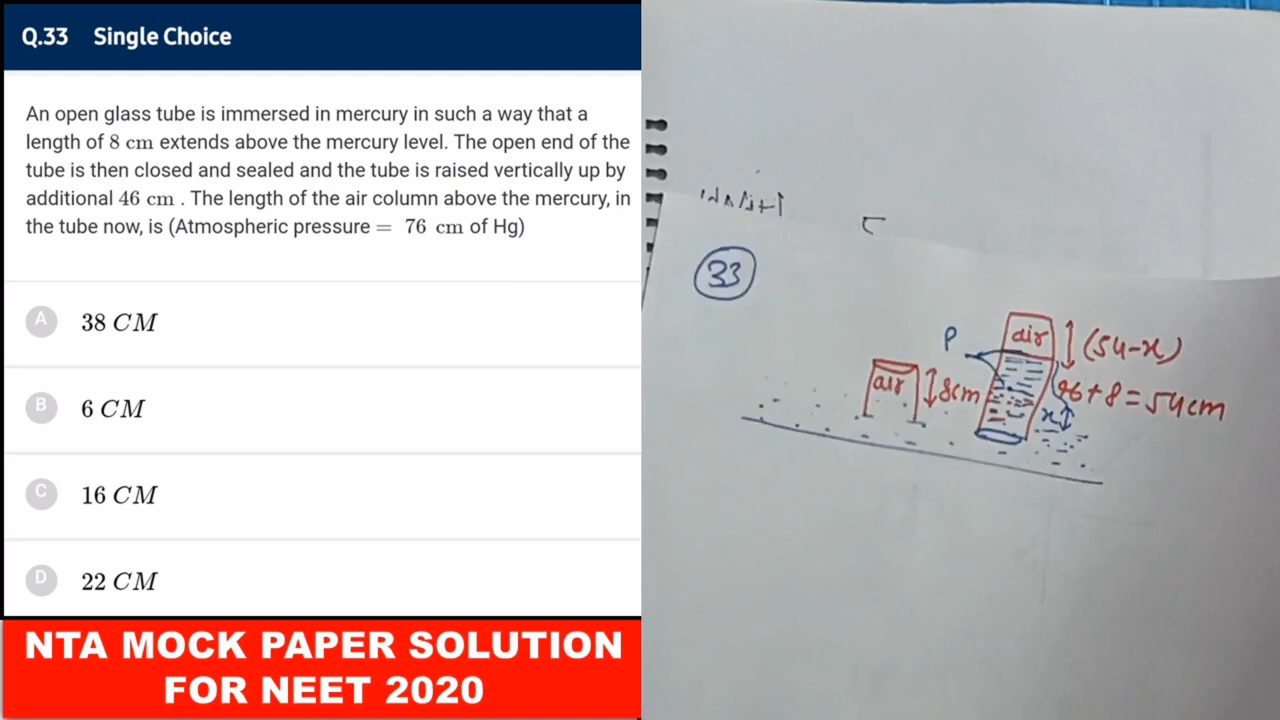 Q.33 Single Choice
An open glass tube is immersed in mercury in such a way that a
length of 8 cm extends above the mercury level. The open end of the
tube is then closed and sealed and the tube is raised vertically up by
additional 46 cm . The length of the air column above the mercury, in
the tube now, is (Atmospheric pressure = 76 cm of Hg)
A 38 CM
B 6 CM
C 16 CM
D 22 CM
NTA MOCK PAPER SOLUTION
FOR NEET 2020
33
P
air
(54-x)
air
8cm
46+8=54cm
x